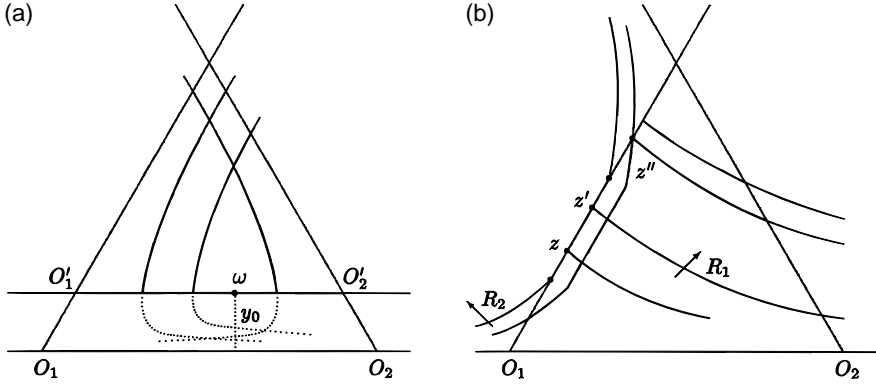 (a) (b)
O'₁ ω O'₂
y₀
O₁ O₂
z''
z'
z
R₁
R₂
O₁ O₂